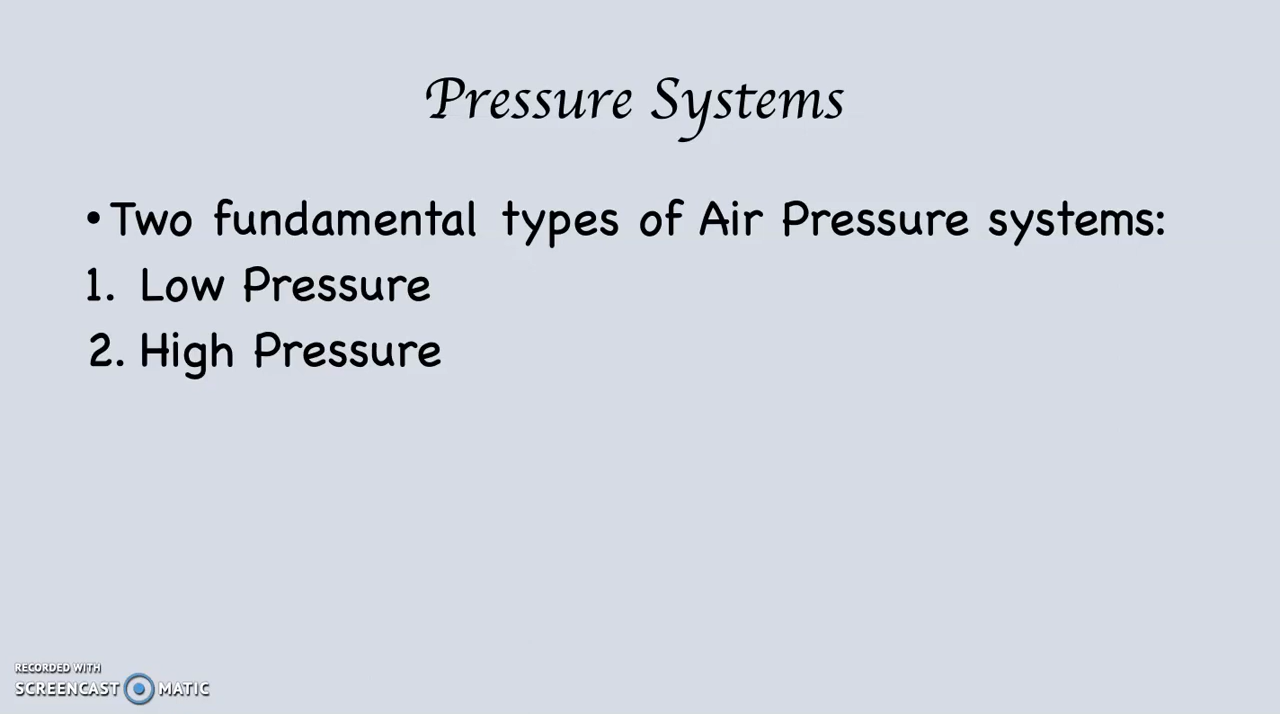 Pressure Systems
•Two fundamental types of Air Pressure systems:
1. Low Pressure
2. High Pressure
RECORDED WITH
SCREENCAST MATIC